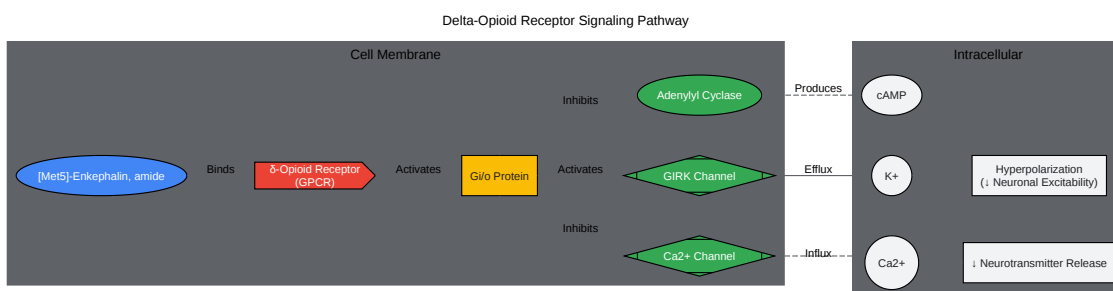 Delta-Opioid Receptor Signaling Pathway
Cell Membrane
Intracellular
Inhibits
Adenylyl Cyclase
Produces
cAMP
[Met5]-Enkephalin, amide
Binds
δ-Opioid Receptor
(GPCR)
Activates
Gi/o Protein
Activates
GIRK Channel
Efflux
K+
Hyperpolarization
(↓ Neuronal Excitability)
Inhibits
Ca2+ Channel
Influx
Ca2+
↓ Neurotransmitter Release